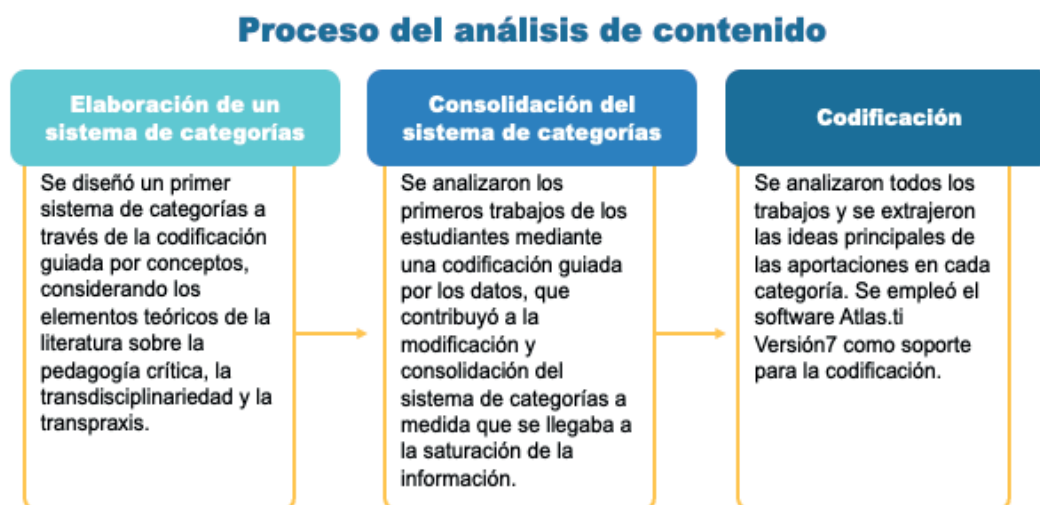 Proceso del análisis de contenido
Elaboración de un
sistema de categorías
Se diseñó un primer
sistema de categorías a
través de la codificación
guiada por conceptos,
considerando los
elementos teóricos de la
literatura sobre la
pedagogía crítica, la
transdisciplinariedad y la
transpraxis.
Consolidación del
sistema de categorías
Se analizaron los
primeros trabajos de los
estudiantes mediante
una codificación guiada
por los datos, que
contribuyó a la
modificación y
consolidación del
sistema de categorías a
medida que se llegaba a
la saturación de la
información.
Codificación
Se analizaron todos los
trabajos y se extrajeron
las ideas principales de
las aportaciones en cada
categoría. Se empleó el
software Atlas.ti
Versión7 como soporte
para la codificación.